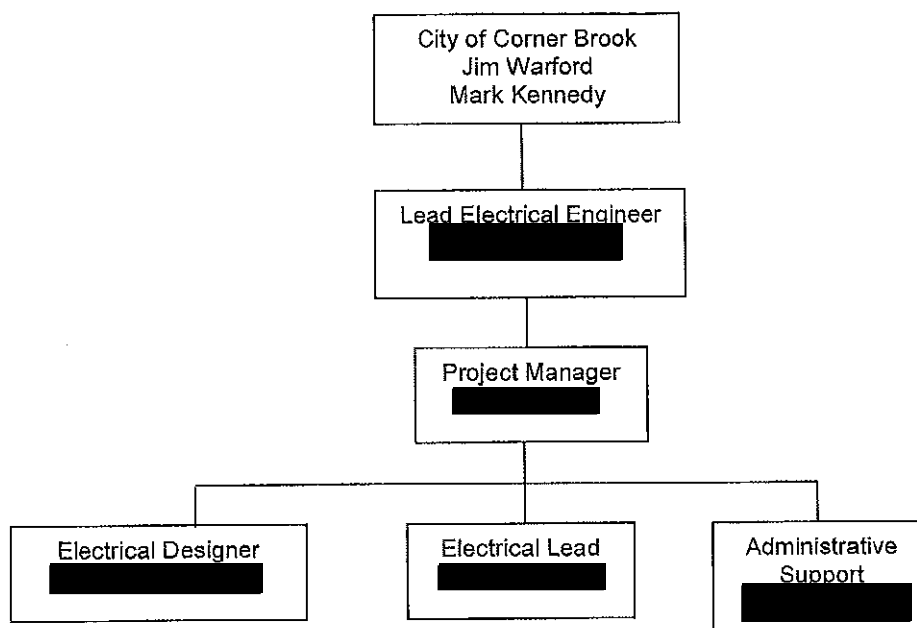 City of Corner Brook
Jim Warford
Mark Kennedy
Lead Electrical Engineer
Project Manager
Electrical Designer
Electrical Lead
Administrative
Support